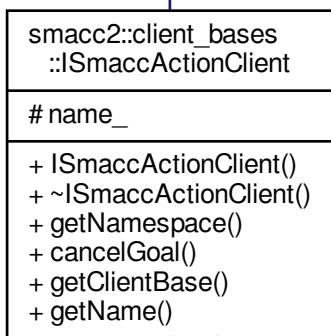 smacc2::client_bases
::ISmaccActionClient
# name_
+ ISmaccActionClient()
+ ~ISmaccActionClient()
+ getNamespace()
+ cancelGoal()
+ getClientBase()
+ getName()